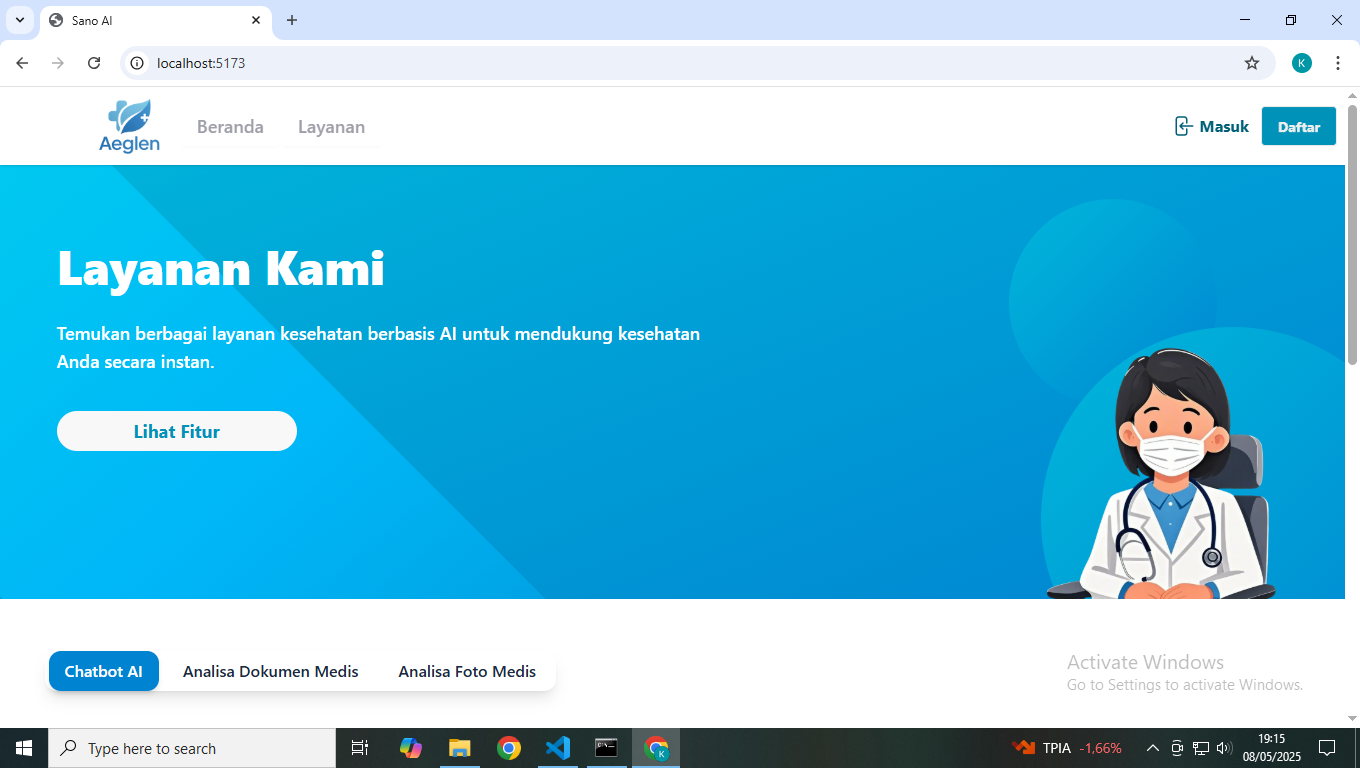 Sano AI
localhost:5173
K
Aeglen
Beranda
Layanan
Masuk
Daftar
Layanan Kami
Temukan berbagai layanan kesehatan berbasis AI untuk mendukung kesehatan
Anda secara instan.
Lihat Fitur
Chatbot AI
Analisa Dokumen Medis
Analisa Foto Medis
Activate Windows
Go to Settings to activate Windows.
Type here to search
K
TPIA -1,66%
19:15
08/05/2025